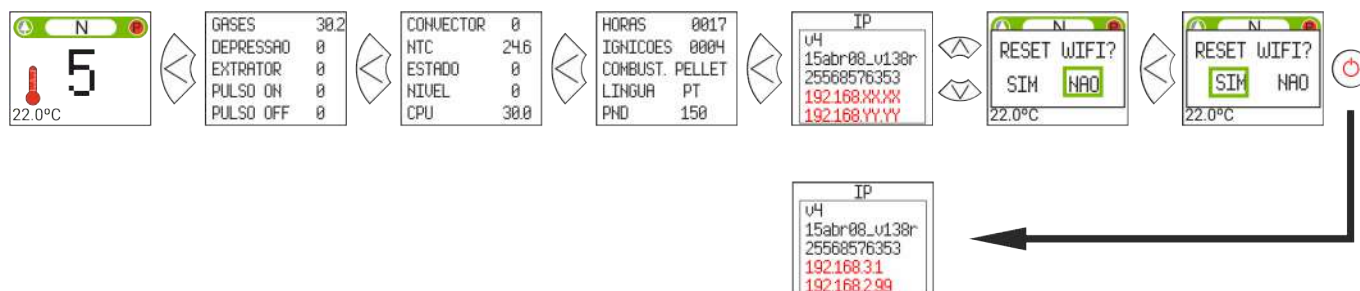 N P
5
22.0ºC
GASES 30.2
DEPRESSAO 0
EXTRATOR 0
PULSO ON 0
PULSO OFF 0
CONVECTOR 0
NTC 24.6
ESTADO 0
NIVEL 0
CPU 30.0
HORAS 0017
IGNICOES 0004
COMBUST. PELLET
LINGUA PT
PND 150
IP
v4
15abr08_v138r
25568576353
192.168.XX.XX
192.168.YY.YY
N
RESET WIFI?
SIM NAO
22.0ºC
N
RESET WIFI?
SIM NAO
22.0ºC
IP
v4
15abr08_v138r
25568576353
192.168.3.1
192.168.2.99